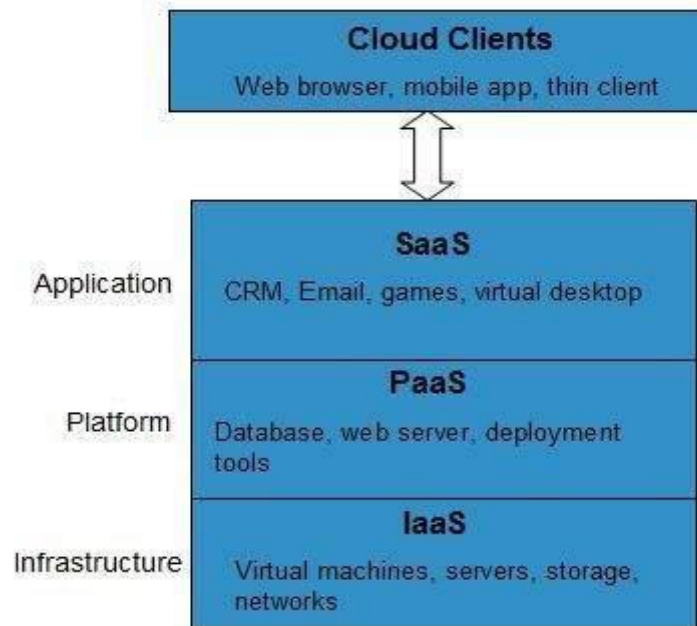 Cloud Clients
Web browser, mobile app, thin client
SaaS
Application
CRM, Email, games, virtual desktop
PaaS
Platform
Database, web server, deployment
tools
IaaS
Infrastructure
Virtual machines, servers, storage,
networks